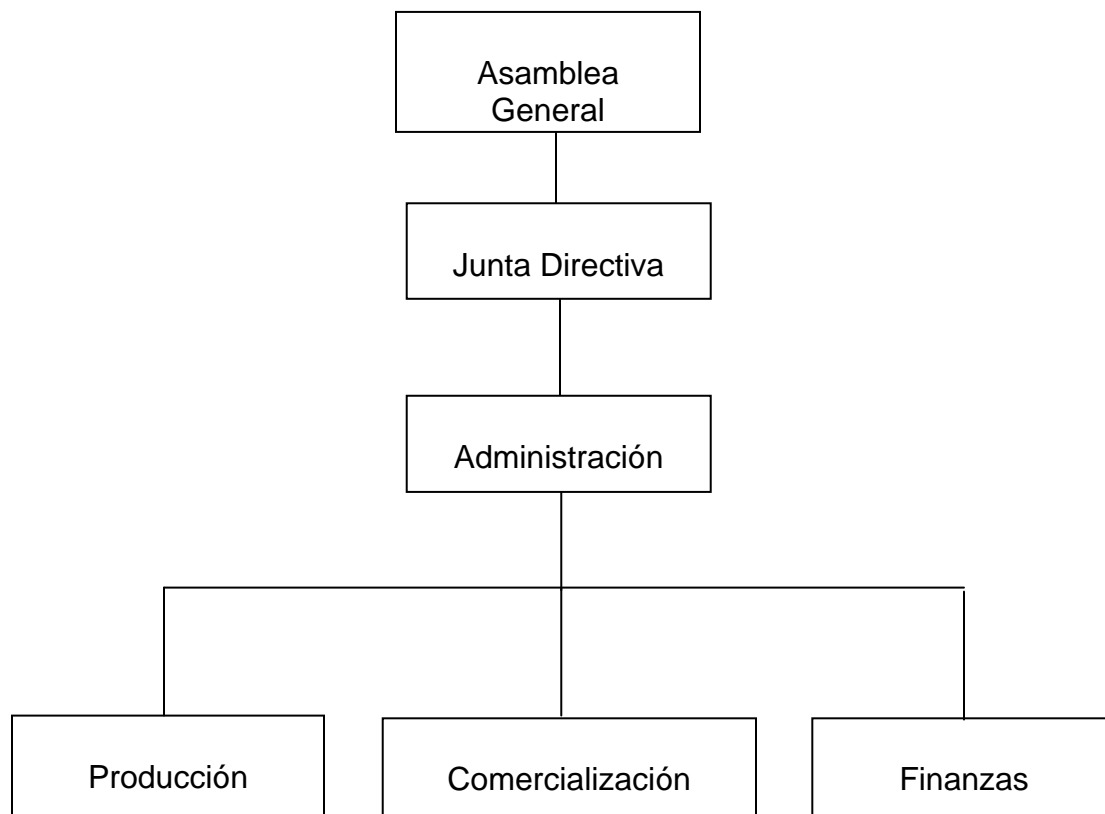 Asamblea
General
Junta Directiva
Administración
Producción
Comercialización
Finanzas